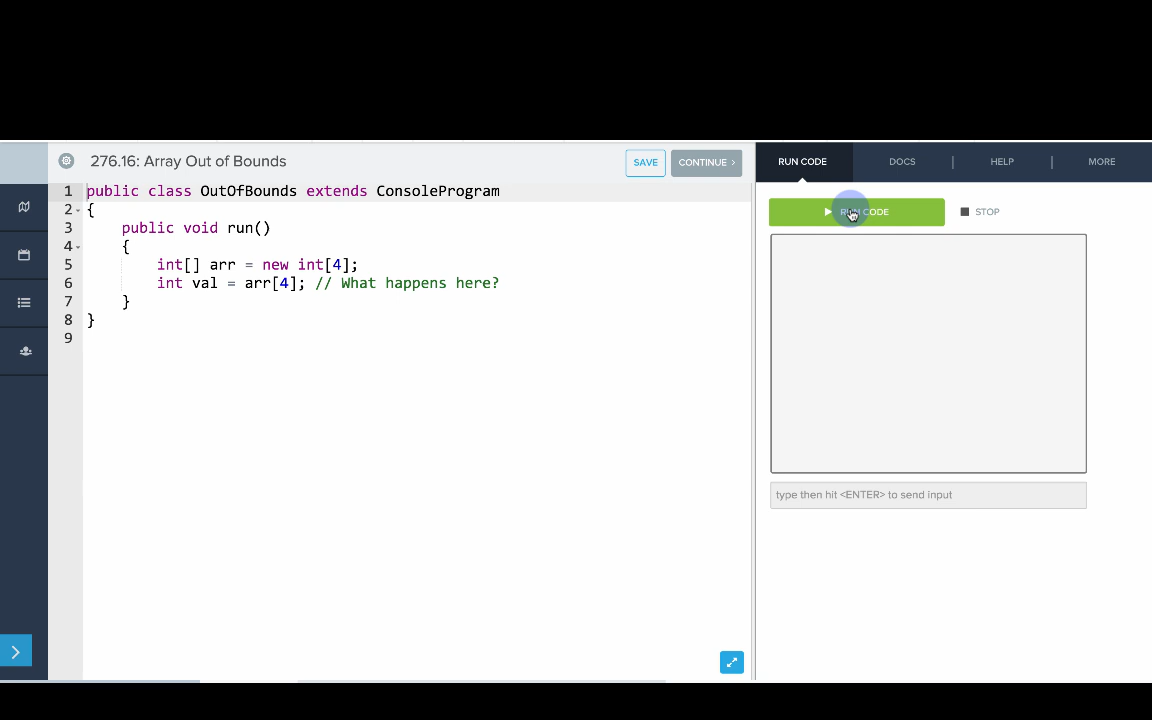 276.16: Array Out of Bounds
SAVE
CONTINUE >
RUN CODE
DOCS
HELP
MORE
1 public class OutOfBounds extends ConsoleProgram
2 {
3     public void run()
4     {
5         int[] arr = new int[4];
6         int val = arr[4]; // What happens here?
7     }
8 }
9
RUN CODE
STOP
type then hit <ENTER> to send input